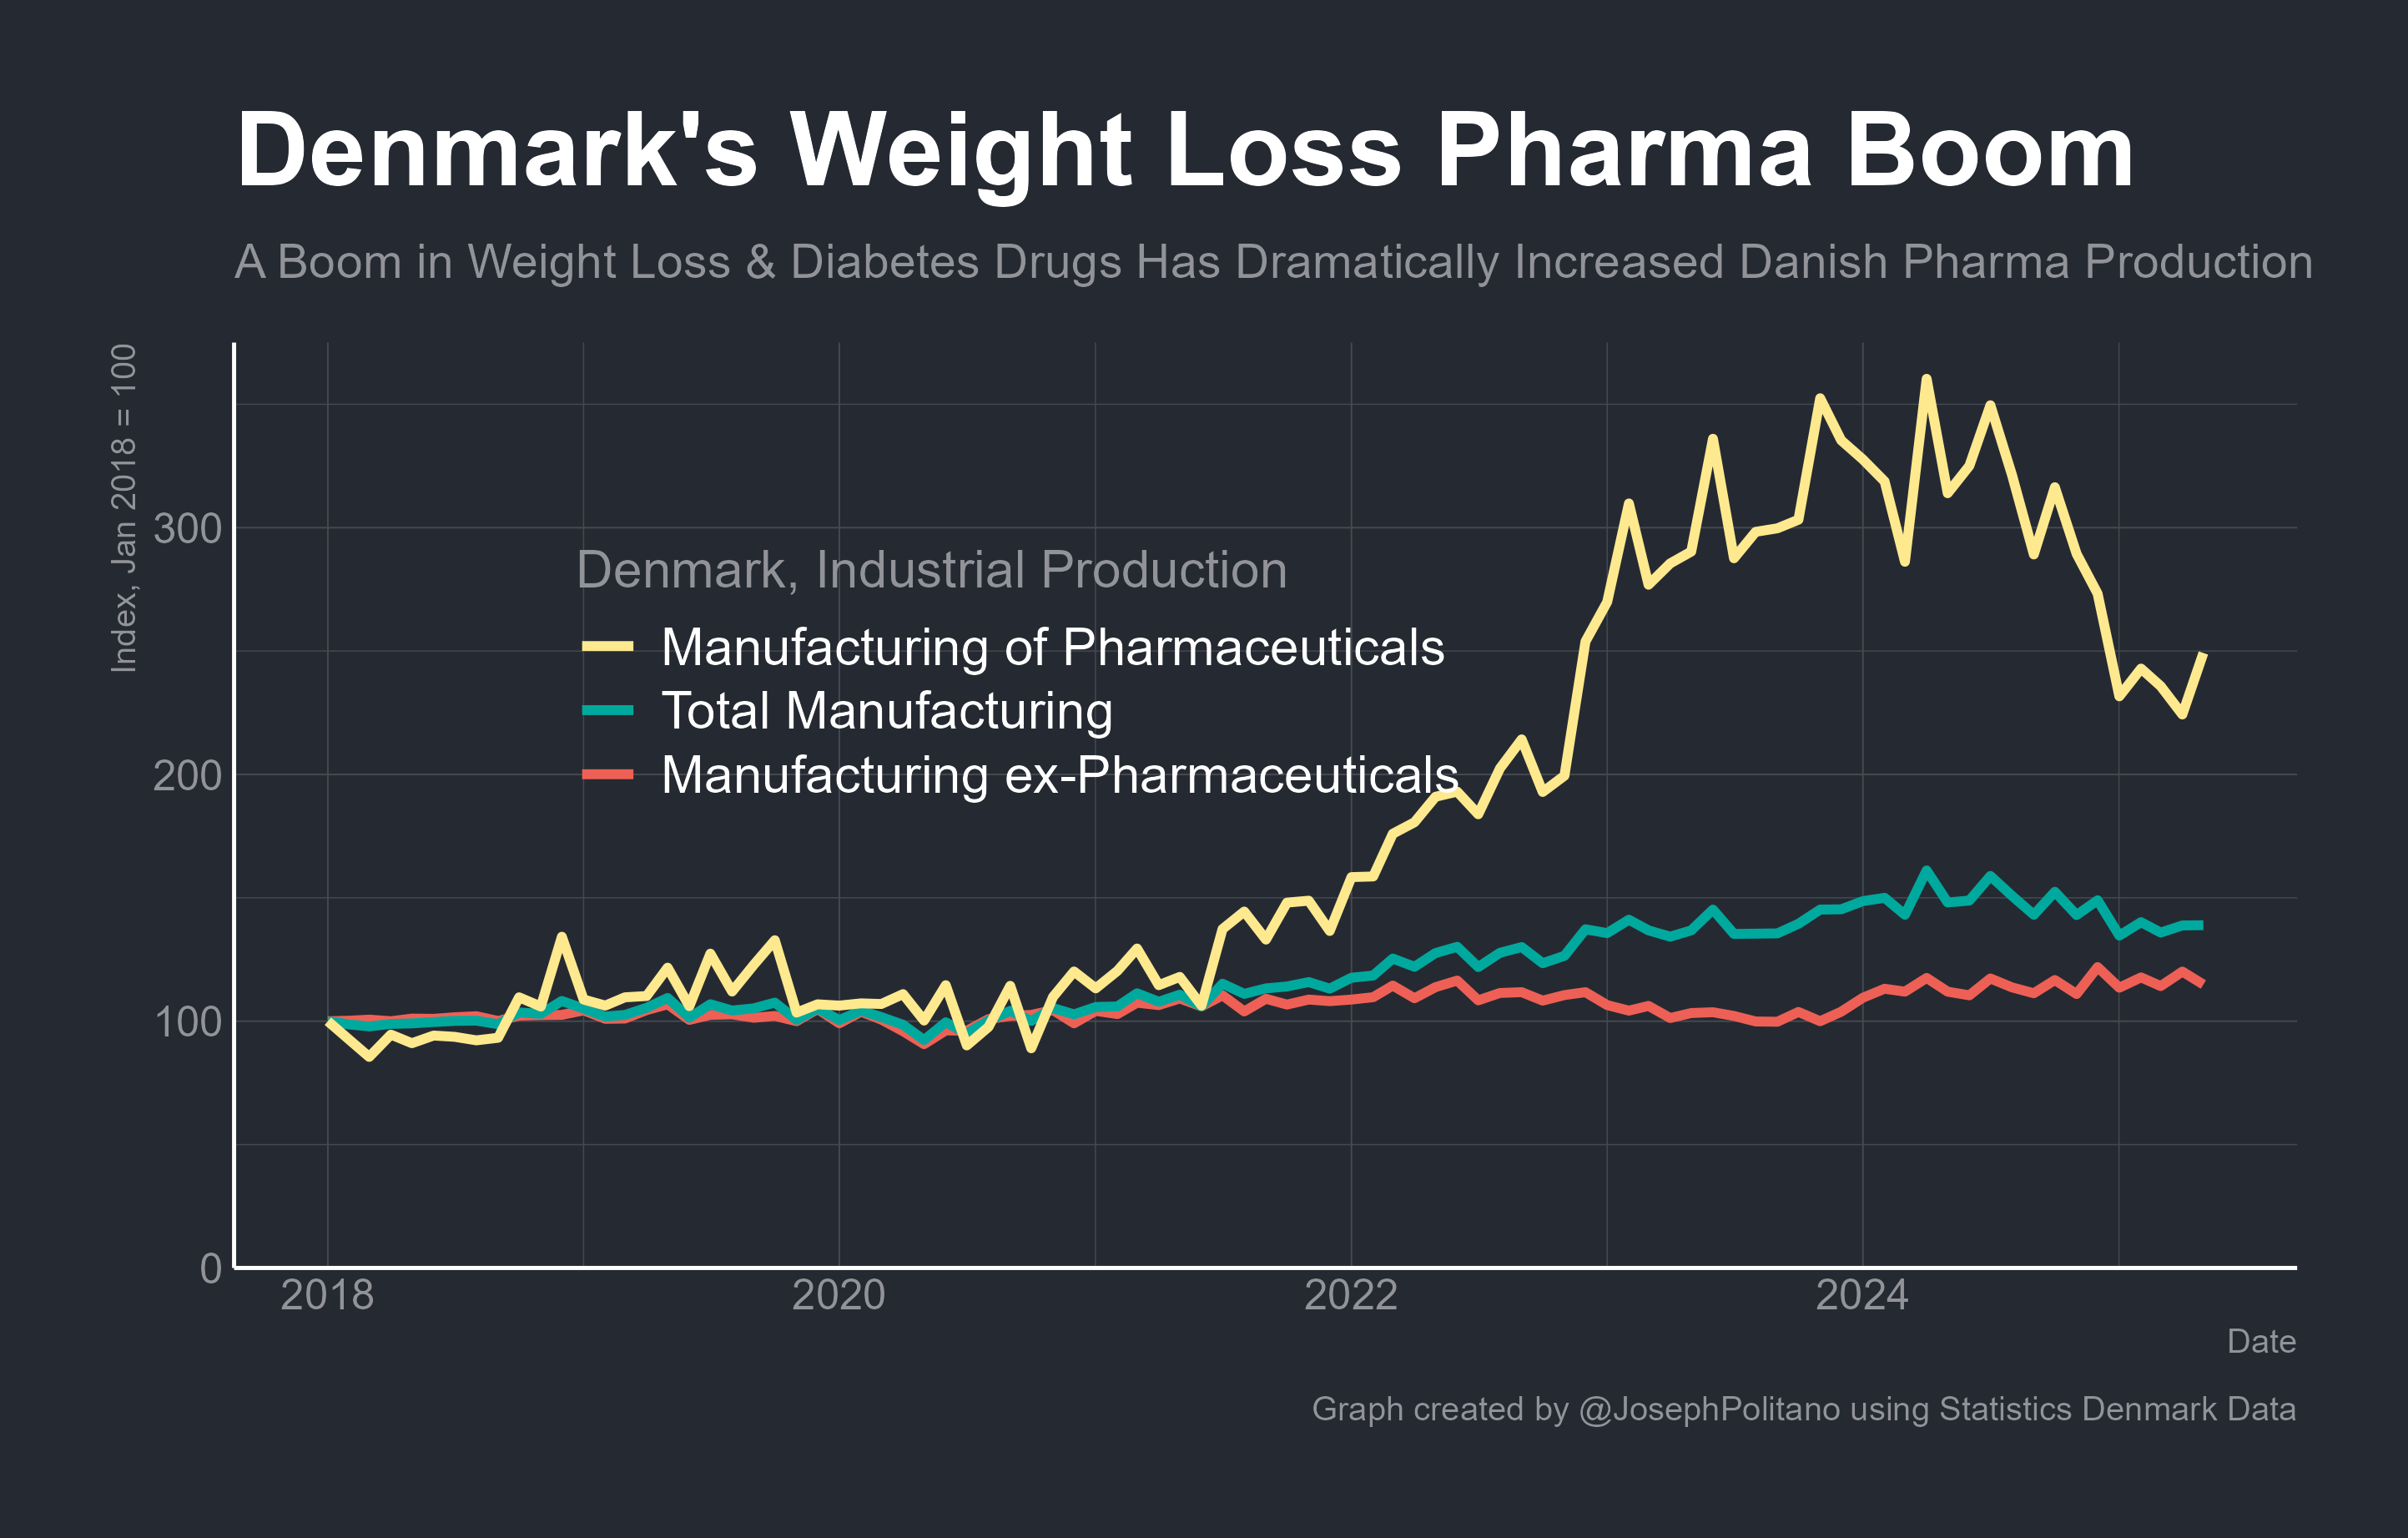 Denmark's Weight Loss Pharma Boom
A Boom in Weight Loss & Diabetes Drugs Has Dramatically Increased Danish Pharma Production
Index, Jan 2018 = 100
300
200
100
0
Denmark, Industrial Production
Manufacturing of Pharmaceuticals
Total Manufacturing
Manufacturing ex-Pharmaceuticals
2018 2020 2022 2024
Date
Graph created by @JosephPolitano using Statistics Denmark Data